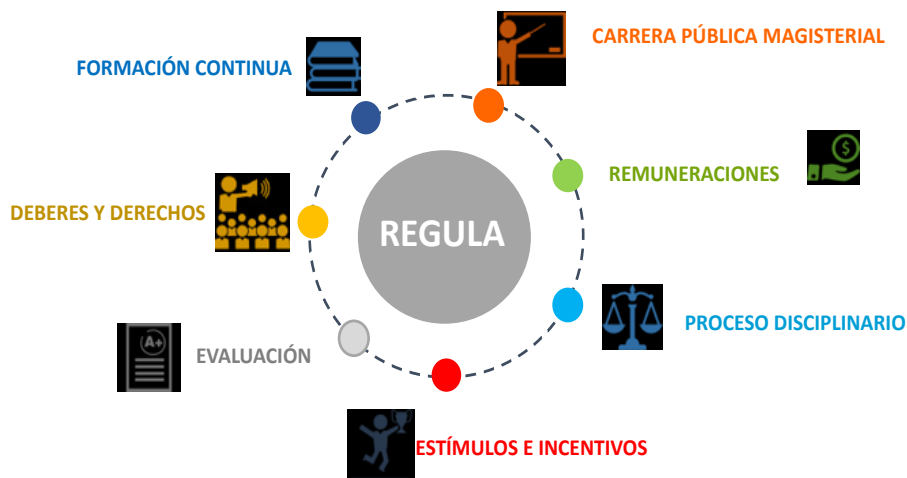 CARRERA PÚBLICA MAGISTERIAL
FORMACIÓN CONTINUA
REMUNERACIONES
$
DEBERES Y DERECHOS
REGULA
PROCESO DISCIPLINARIO
A+
EVALUACIÓN
ESTÍMULOS E INCENTIVOS